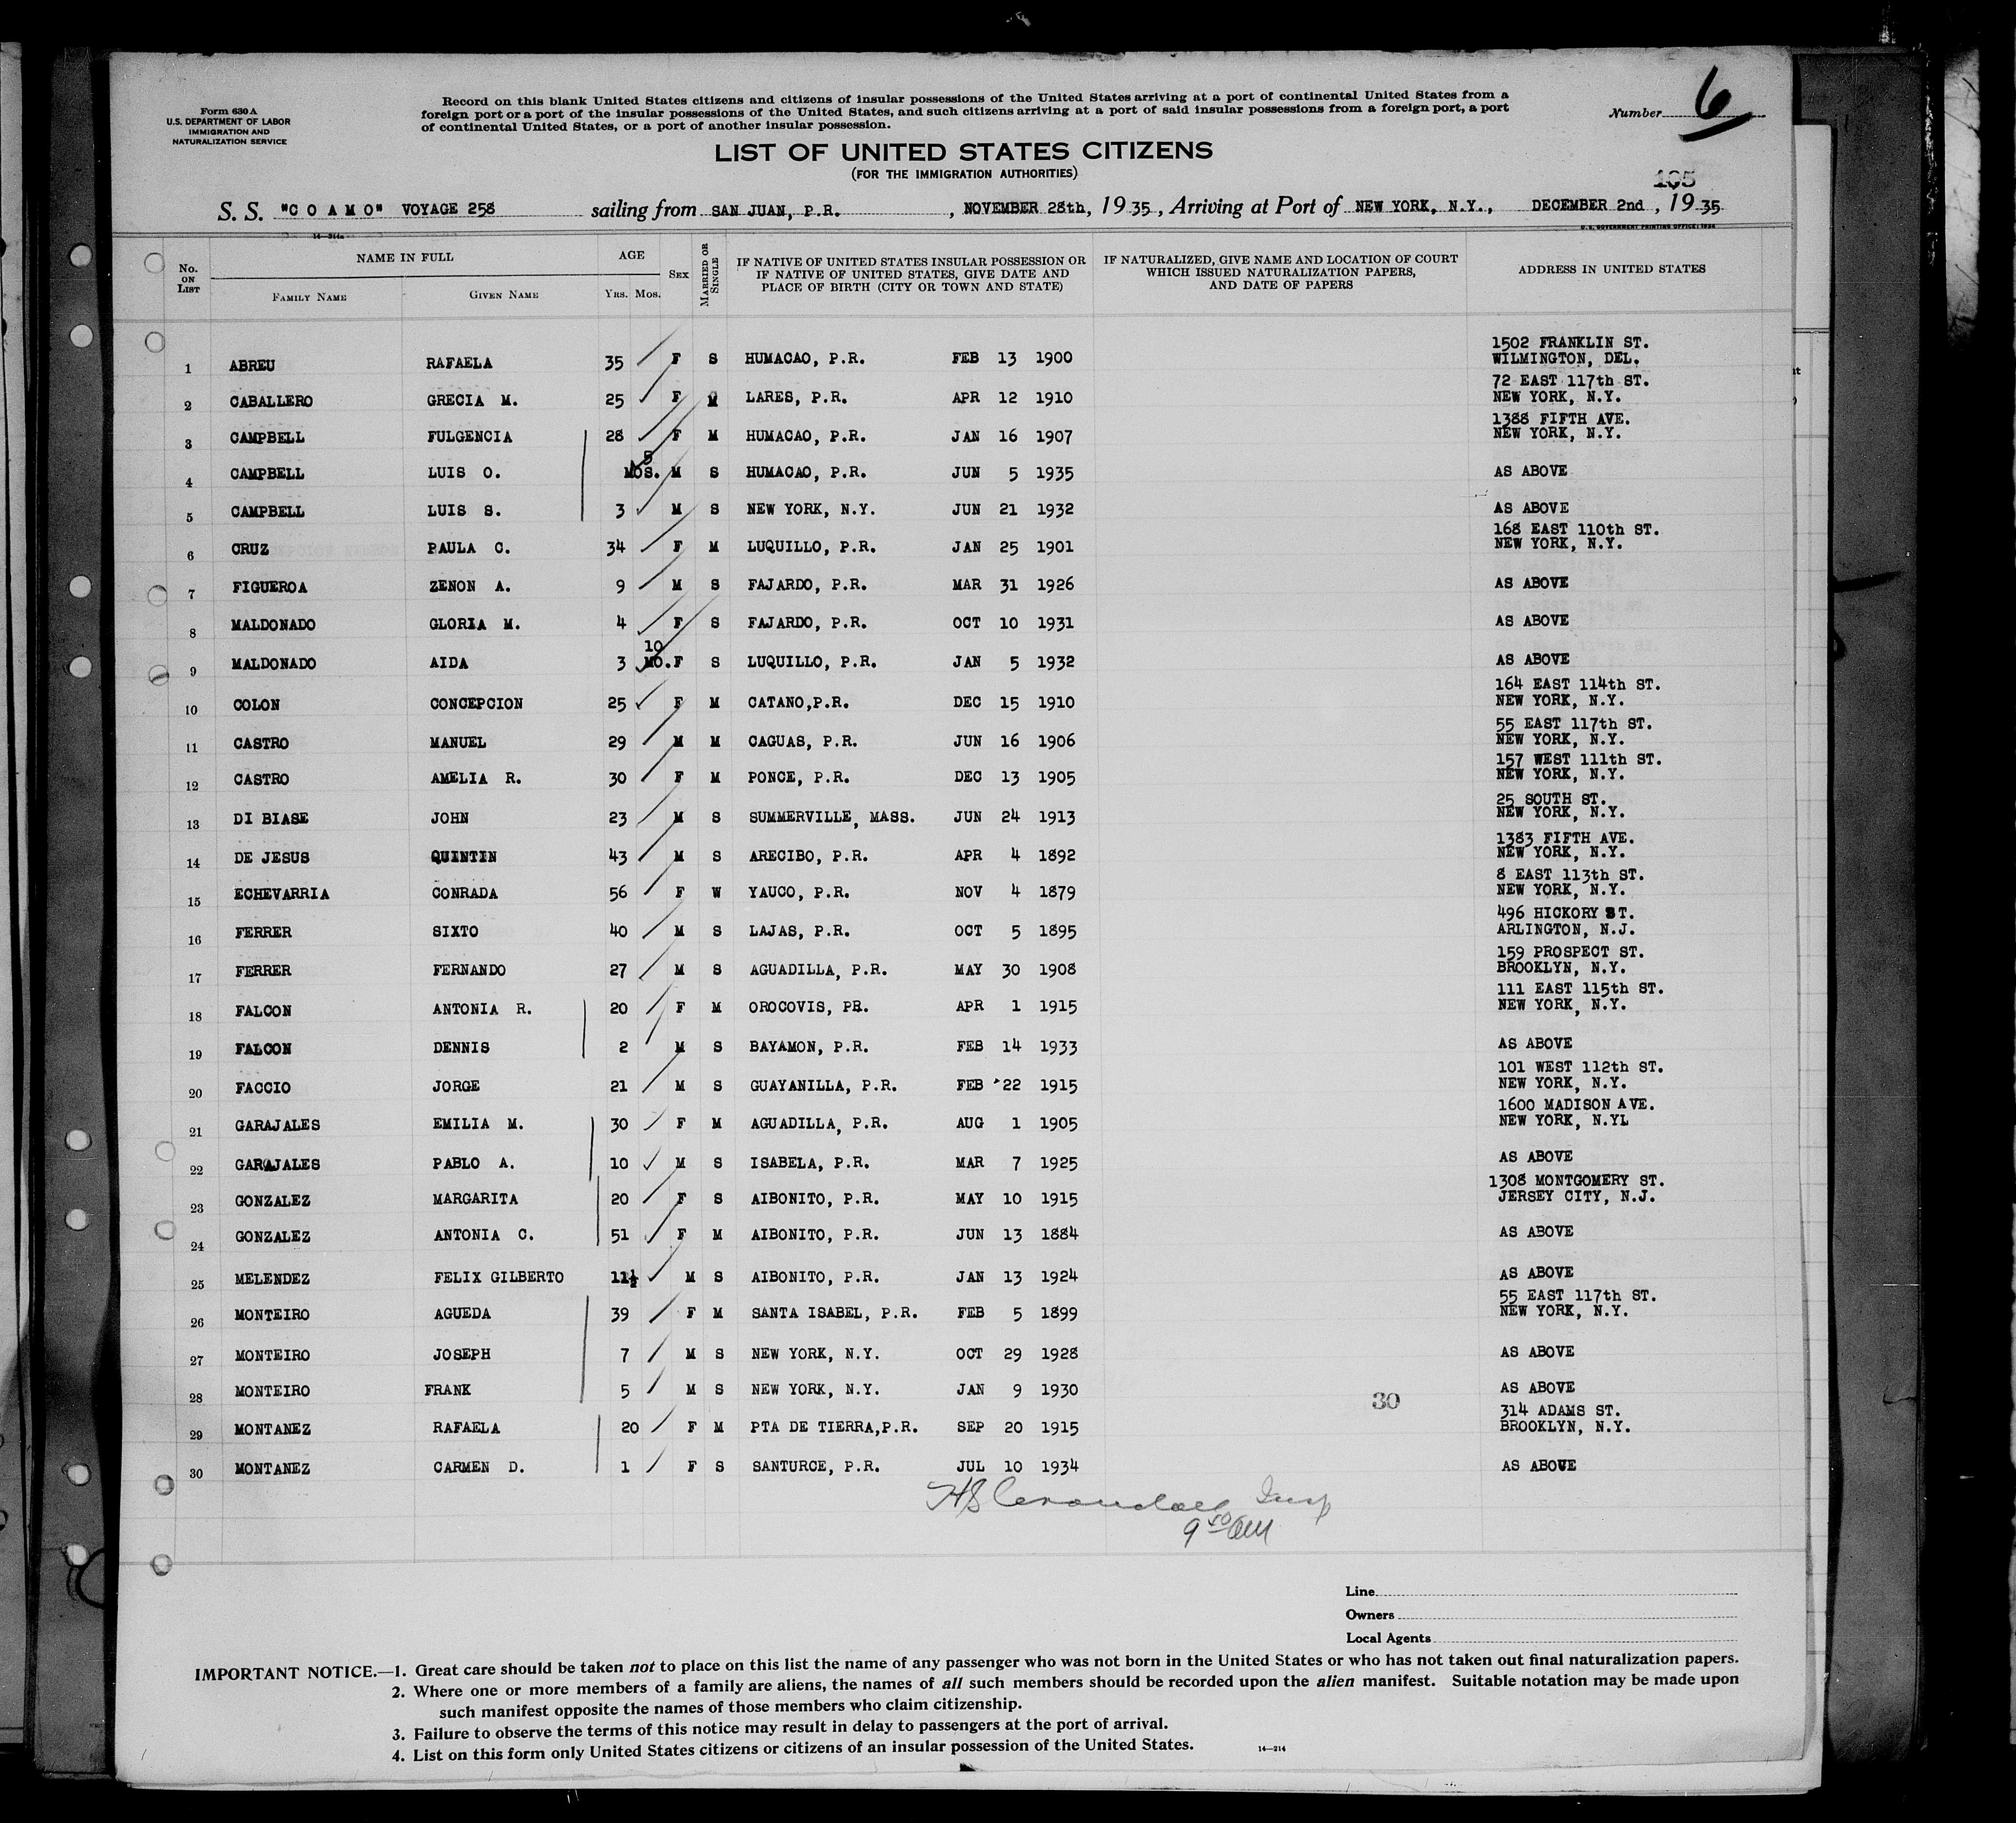 Form 630 A
U.S. DEPARTMENT OF LABOR
IMMIGRATION AND
NATURALIZATION SERVICE
Record on this blank United States citizens and citizens of insular possessions of the United States arriving at a port of continental United States from a
foreign port or a port of the insular possessions of the United States, and such citizens arriving at a port of said insular possessions from a foreign port, a port
of continental United States, or a port of another insular possession.
Number 6
LIST OF UNITED STATES CITIZENS
(FOR THE IMMIGRATION AUTHORITIES)
105
S. S. "COAMO" VOYAGE 258 sailing from SAN JUAN, P.R. , NOVEMBER 28th, 1935, Arriving at Port of NEW YORK, N.Y., DECEMBER 2nd, 1935
U.S. GOVERNMENT PRINTING OFFICE: 1934
No. ON LIST
NAME IN FULL
FAMILY NAME GIVEN NAME
AGE
YRS. MOS.
SEX
MARRIED OR SINGLE
IF NATIVE OF UNITED STATES INSULAR POSSESSION OR
IF NATIVE OF UNITED STATES, GIVE DATE AND
PLACE OF BIRTH (CITY OR TOWN AND STATE)
IF NATURALIZED, GIVE NAME AND LOCATION OF COURT
WHICH ISSUED NATURALIZATION PAPERS,
AND DATE OF PAPERS
ADDRESS IN UNITED STATES
1 ABREU RAFAELA 35 F S HUMACAO, P.R. FEB 13 1900 1502 FRANKLIN ST. WILMINGTON, DEL.
2 CABALLERO GRECIA M. 25 F M LARES, P.R. APR 12 1910 72 EAST 117th ST. NEW YORK, N.Y.
3 CAMPBELL FULGENCIA 28 F M HUMACAO, P.R. JAN 16 1907 1388 FIFTH AVE. NEW YORK, N.Y.
4 CAMPBELL LUIS O. 5 MOS. M S HUMACAO, P.R. JUN 5 1935 AS ABOVE
5 CAMPBELL LUIS S. 3 M S NEW YORK, N.Y. JUN 21 1932 AS ABOVE
6 CRUZ PAULA C. 34 F M LUQUILLO, P.R. JAN 25 1901 168 EAST 110th ST. NEW YORK, N.Y.
7 FIGUEROA ZENON A. 9 M S FAJARDO, P.R. MAR 31 1926 AS ABOVE
8 MALDONADO GLORIA M. 4 F S FAJARDO, P.R. OCT 10 1931 AS ABOVE
9 MALDONADO AIDA 3 10 MO. F S LUQUILLO, P.R. JAN 5 1932 AS ABOVE
10 COLON CONCEPCION 25 F M CATANO,P.R. DEC 15 1910 164 EAST 114th ST. NEW YORK, N.Y.
11 CASTRO MANUEL 29 M M CAGUAS, P.R. JUN 16 1906 55 EAST 117th ST. NEW YORK, N.Y.
12 CASTRO AMELIA R. 30 F M PONCE, P.R. DEC 13 1905 157 WEST 111th ST. NEW YORK, N.Y.
13 DI BIASE JOHN 23 M S SUMMERVILLE, MASS. JUN 24 1913 25 SOUTH ST. NEW YORK, N.Y.
14 DE JESUS QUINTIN 43 M S ARECIBO, P.R. APR 4 1892 1383 FIFTH AVE. NEW YORK, N.Y.
15 ECHEVARRIA CONRADA 56 F W YAUCO, P.R. NOV 4 1879 8 EAST 113th ST. NEW YORK, N.Y.
16 FERRER SIXTO 40 M S LAJAS, P.R. OCT 5 1895 496 HICKORY ST. ARLINGTON, N.J.
17 FERRER FERNANDO 27 M S AGUADILLA, P.R. MAY 30 1908 159 PROSPECT ST. BROOKLYN, N.Y.
18 FALCON ANTONIA R. 20 F M OROCOVIS, PR. APR 1 1915 111 EAST 115th ST. NEW YORK, N.Y.
19 FALCON DENNIS 2 M S BAYAMON, P.R. FEB 14 1933 AS ABOVE
20 FACCIO JORGE 21 M S GUAYANILLA, P.R. FEB 22 1915 101 WEST 112th ST. NEW YORK, N.Y.
21 GARAJALES EMILIA M. 30 F M AGUADILLA, P.R. AUG 1 1905 1600 MADISON AVE. NEW YORK, N.YL
22 GARAJALES PABLO A. 10 M S ISABELA, P.R. MAR 7 1925 AS ABOVE
23 GONZALEZ MARGARITA 20 F S AIBONITO, P.R. MAY 10 1915 1308 MONTGOMERY ST. JERSEY CITY, N.J.
24 GONZALEZ ANTONIA C. 51 F M AIBONITO, P.R. JUN 13 1884 AS ABOVE
25 MELENDEZ FELIX GILBERTO 11½ M S AIBONITO, P.R. JAN 13 1924 AS ABOVE
26 MONTEIRO AGUEDA 39 F M SANTA ISABEL, P.R. FEB 5 1899 55 EAST 117th ST. NEW YORK, N.Y.
27 MONTEIRO JOSEPH 7 M S NEW YORK, N.Y. OCT 29 1928 AS ABOVE
28 MONTEIRO FRANK 5 M S NEW YORK, N.Y. JAN 9 1930 AS ABOVE
30
29 MONTANEZ RAFAELA 20 F M PTA DE TIERRA,P.R. SEP 20 1915 314 ADAMS ST. BROOKLYN, N.Y.
30 MONTANEZ CARMEN D. 1 F S SANTURCE, P.R. JUL 10 1934 AS ABOVE
HS Crandall Insp
9 40 AM
Line
Owners
Local Agents
IMPORTANT NOTICE.—1. Great care should be taken not to place on this list the name of any passenger who was not born in the United States or who has not taken out final naturalization papers.
2. Where one or more members of a family are aliens, the names of all such members should be recorded upon the alien manifest. Suitable notation may be made upon
such manifest opposite the names of those members who claim citizenship.
3. Failure to observe the terms of this notice may result in delay to passengers at the port of arrival.
4. List on this form only United States citizens or citizens of an insular possession of the United States.
14—214